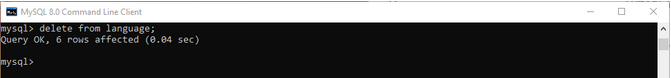 MySQL 8.0 Command Line Client
mysql> delete from language;
Query OK, 6 rows affected (0.04 sec)
mysql>